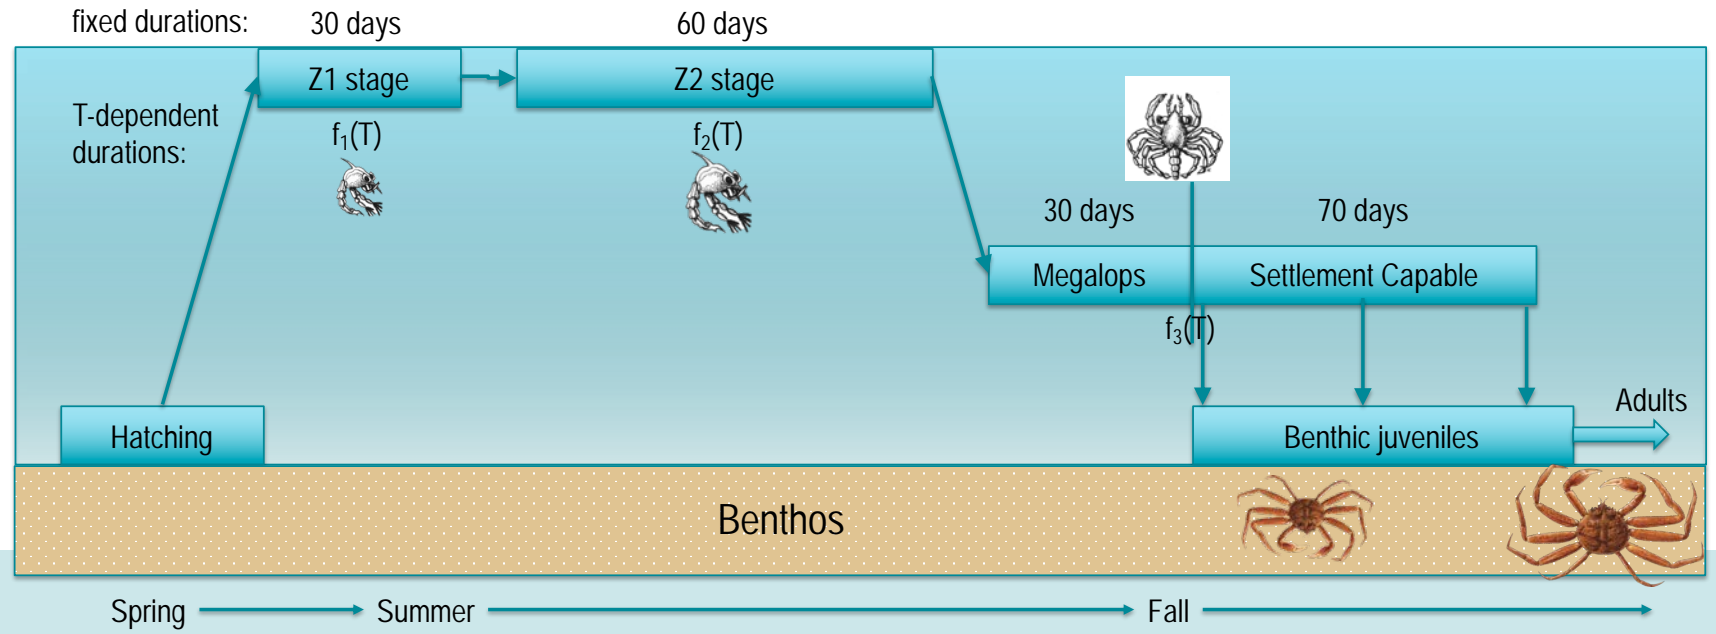 fixed durations: 30 days 60 days
Z1 stage Z2 stage
T-dependent
durations:
f₁(T) f₂(T)
30 days 70 days
Megalops Settlement Capable
f₃(T)
Adults
Hatching Benthic juveniles
Benthos
Spring Summer Fall